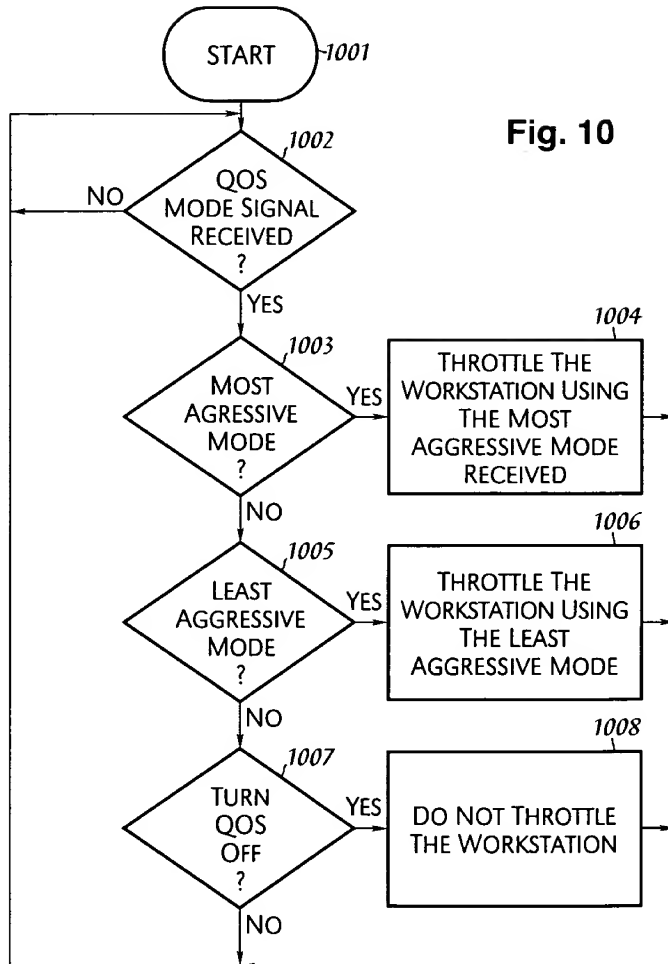 START
1001
Fig. 10
1002
QOS
MODE SIGNAL
RECEIVED
?
NO
YES
1003
MOST
AGRESSIVE
MODE
?
YES
NO
1004
THROTTLE THE
WORKSTATION USING
THE MOST
AGGRESSIVE MODE
RECEIVED
1005
LEAST
AGGRESSIVE
MODE
?
YES
NO
1006
THROTTLE THE
WORKSTATION USING
THE LEAST
AGGRESSIVE MODE
1007
TURN
QOS
OFF
?
YES
NO
1008
DO NOT THROTTLE
THE WORKSTATION